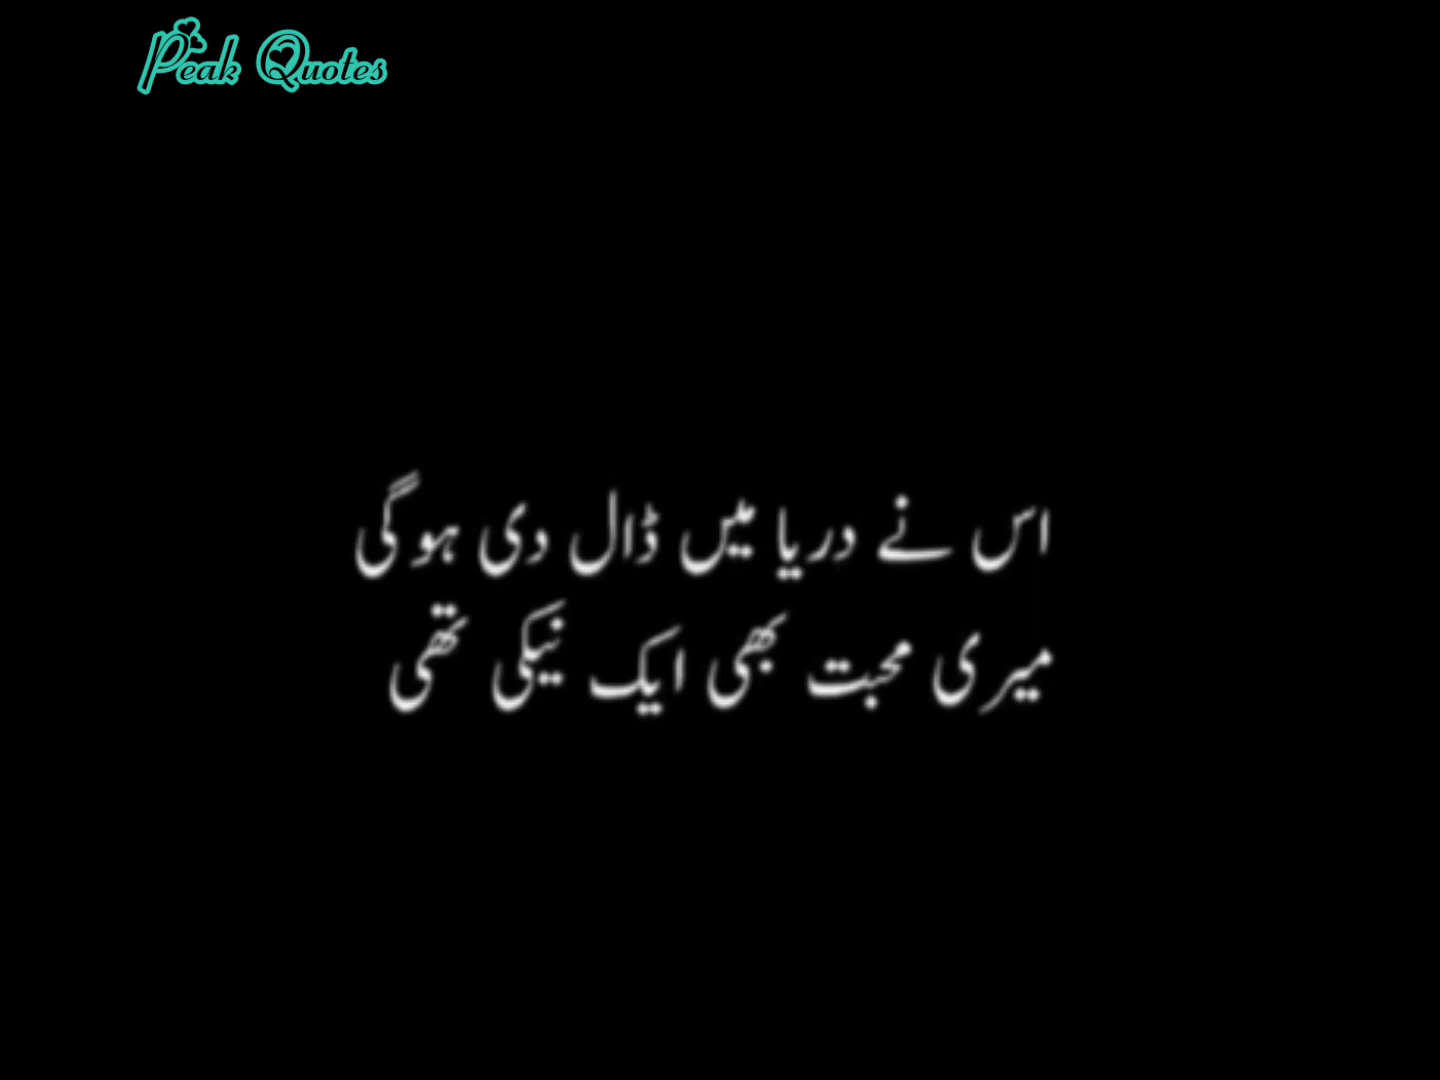 Peak Quotes
اس نے دریا میں ڈال دی ہو گی
میری محبت بھی ایک نیکی تھی